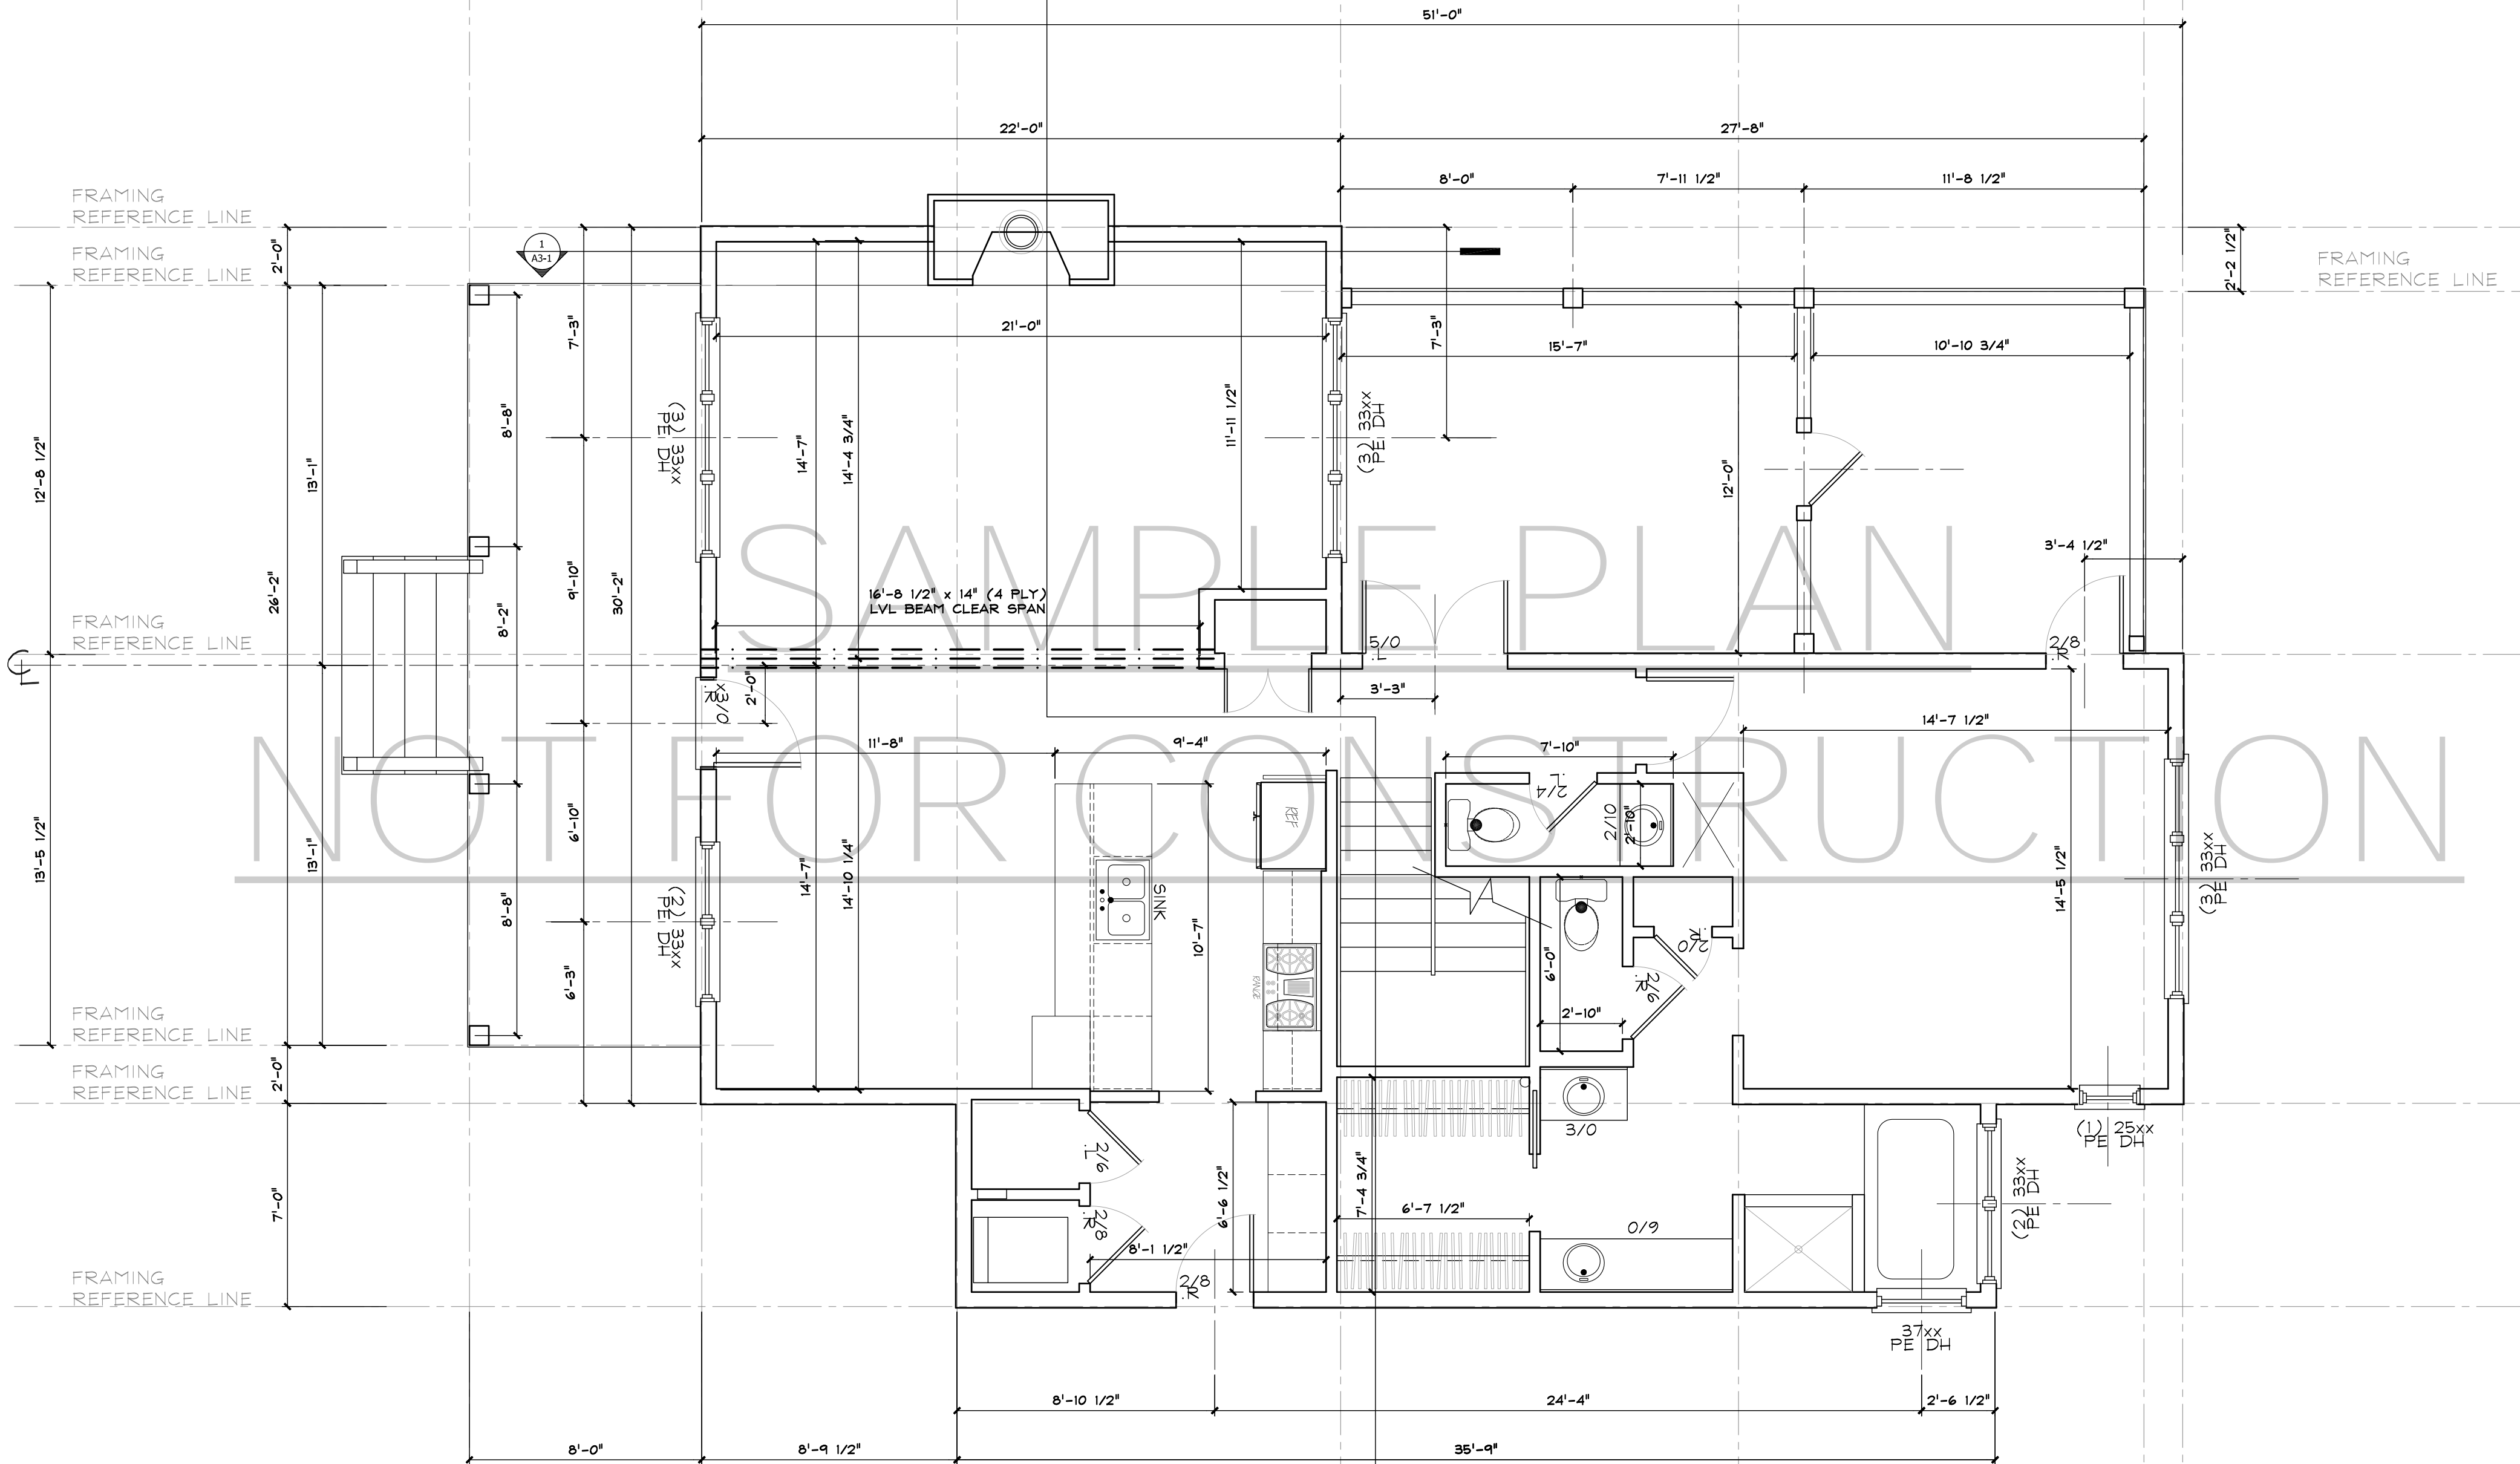 51'-0"
22'-0"
27'-8"
8'-0"
7'-11 1/2"
11'-8 1/2"
FRAMING
REFERENCE LINE
FRAMING
REFERENCE LINE
2'-0"
1
A3-1
2'-2 1/2"
FRAMING
REFERENCE LINE
7'-3"
21'-0"
7'-3"
15'-7"
10'-10 3/4"
8'-8"
(3) 33xx
PE DH
14'-7"
14'-4 3/4"
11'-11 1/2"
(3) 33xx
PE DH
12'-8 1/2"
13'-1"
12'-0"
SAMPLE PLAN
3'-4 1/2"
26'-2"
9'-10"
30'-2"
16'-8 1/2" x 14" (4 PLY)
LVL BEAM CLEAR SPAN
8'-2"
FRAMING
REFERENCE LINE
5/0
L.
2/8
R.
x3/0
R.
2'-0"
3'-3"
14'-7 1/2"
11'-8"
9'-4"
7'-10"
NOT FOR CONSTRUCTION
2/4
L.
REF
2/10
2'-10"
13'-5 1/2"
13'-1"
6'-10"
14'-7"
14'-10 1/4"
8'-8"
(2) 33xx
PE DH
SINK
10'-7"
14'-5 1/2"
(3) 33xx
PE DH
2/0
R.
6'-3"
RANGE
6'-0"
2/6
R.
2'-10"
FRAMING
REFERENCE LINE
2'-0"
FRAMING
REFERENCE LINE
3/0
(1) 25xx
PE DH
2/6
L.
7'-0"
6'-6 1/2"
7'-4 3/4"
6'-7 1/2"
(2) 33xx
PE DH
2/8
R.
0/9
8'-1 1/2"
FRAMING
REFERENCE LINE
2/8
R.
37xx
PE DH
8'-10 1/2"
24'-4"
2'-6 1/2"
8'-0"
8'-9 1/2"
35'-9"